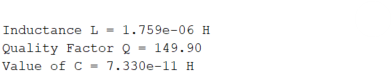 Inductance L = 1.759e-06 H
Quality Factor Q = 149.90
Value of C = 7.330e-11 H